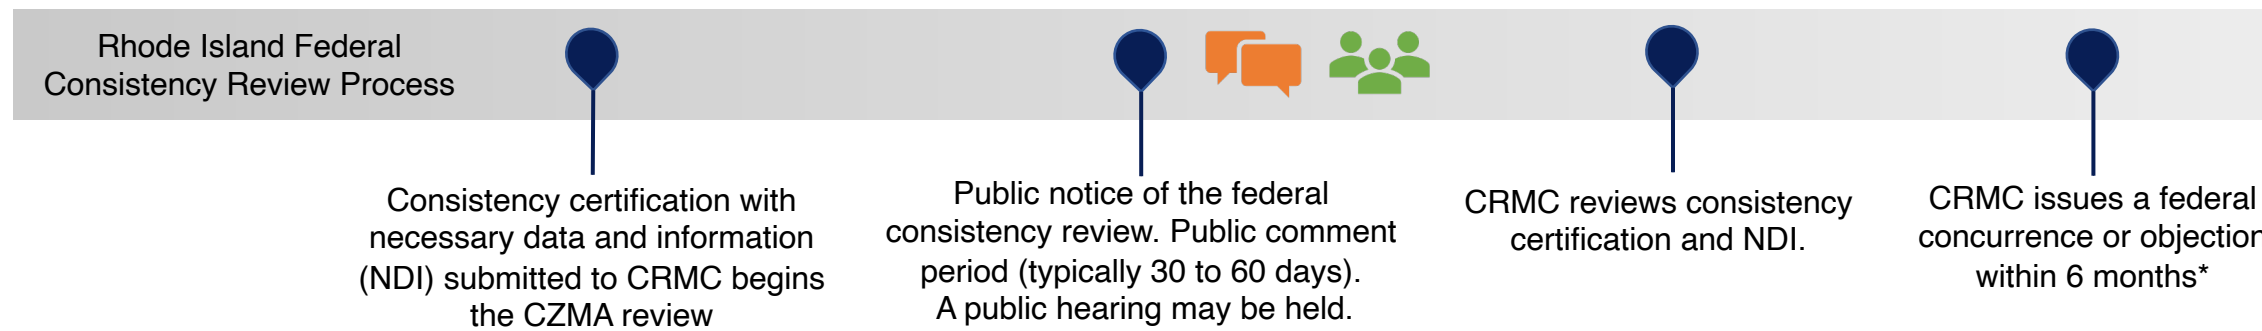 Rhode Island Federal
Consistency Review Process
Consistency certification with
necessary data and information
(NDI) submitted to CRMC begins
the CZMA review
Public notice of the federal
consistency review. Public comment
period (typically 30 to 60 days).
A public hearing may be held.
CRMC reviews consistency
certification and NDI.
CRMC issues a federal
concurrence or objection
within 6 months*